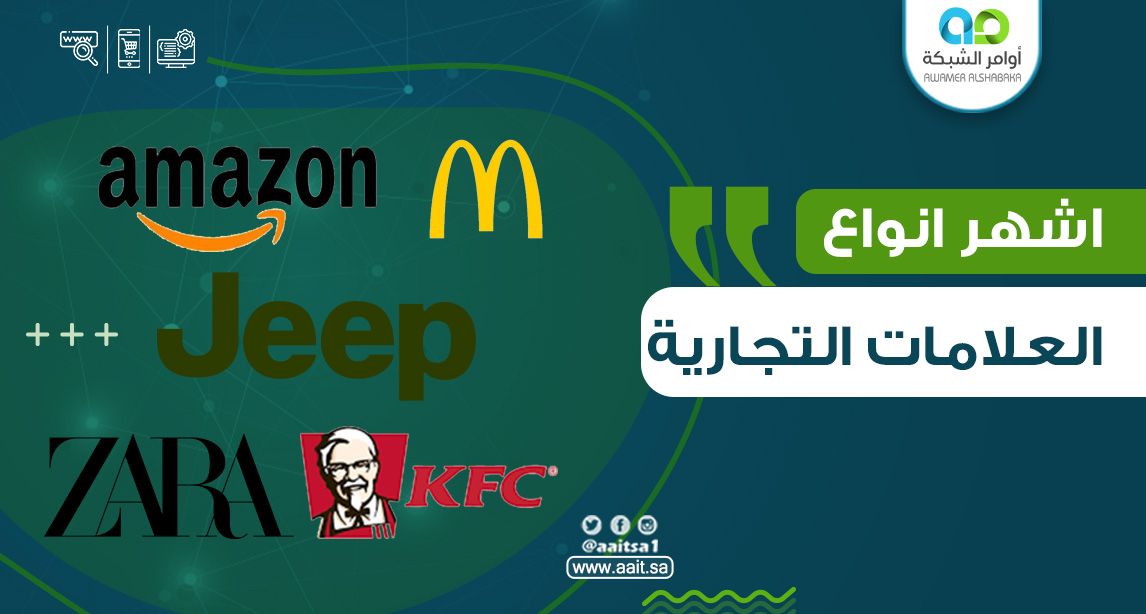 www
أوامر الشبكة
AWAMER ALSHABAKA
amazon
اشهر انواع
العلامات التجارية
Jeep
ZARA
KFC®
@aaitsa1
www.aait.sa